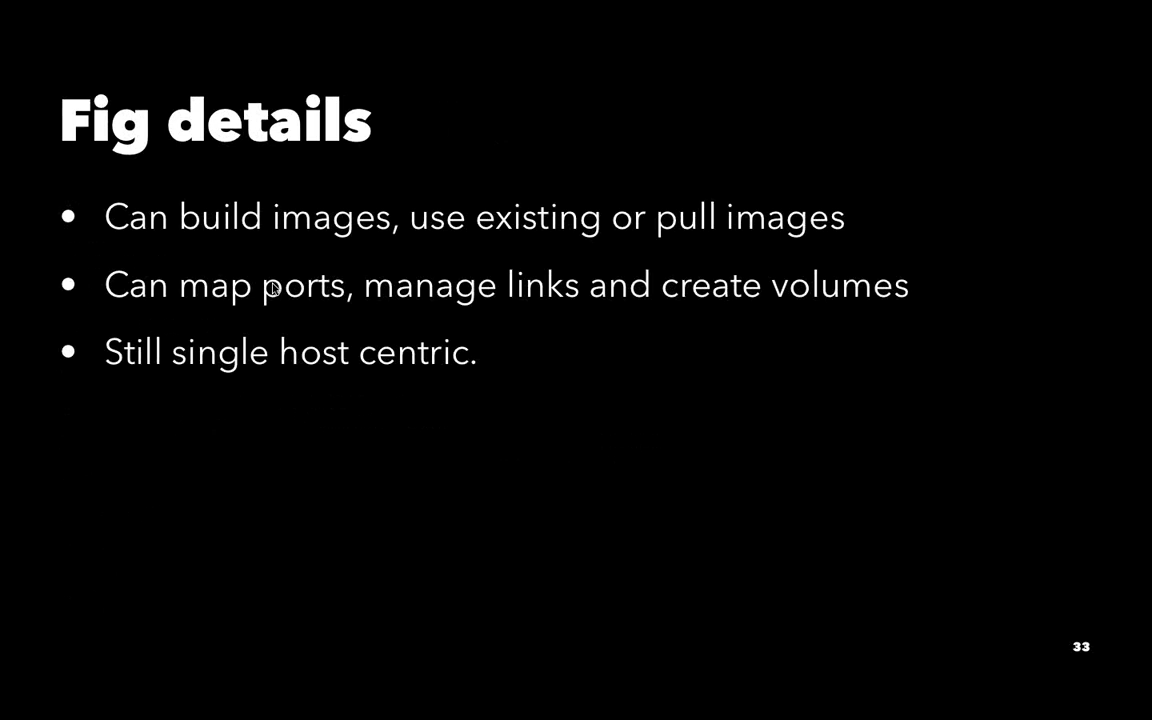 Fig details
• Can build images, use existing or pull images
• Can map ports, manage links and create volumes
• Still single host centric.
33